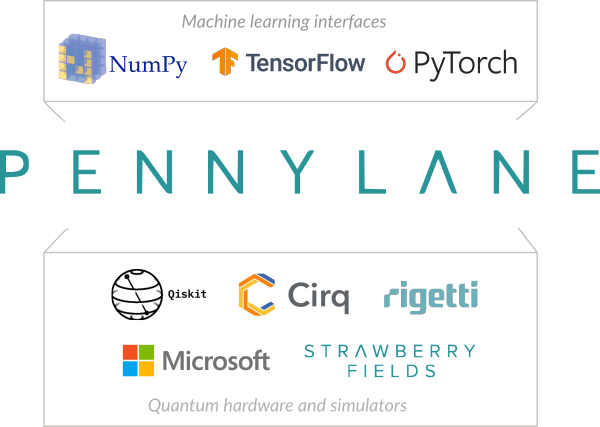 Machine learning interfaces
NumPy TensorFlow PyTorch
PENNYLANE
Qiskit Cirq rigetti
Microsoft STRAWBERRY
FIELDS
Quantum hardware and simulators